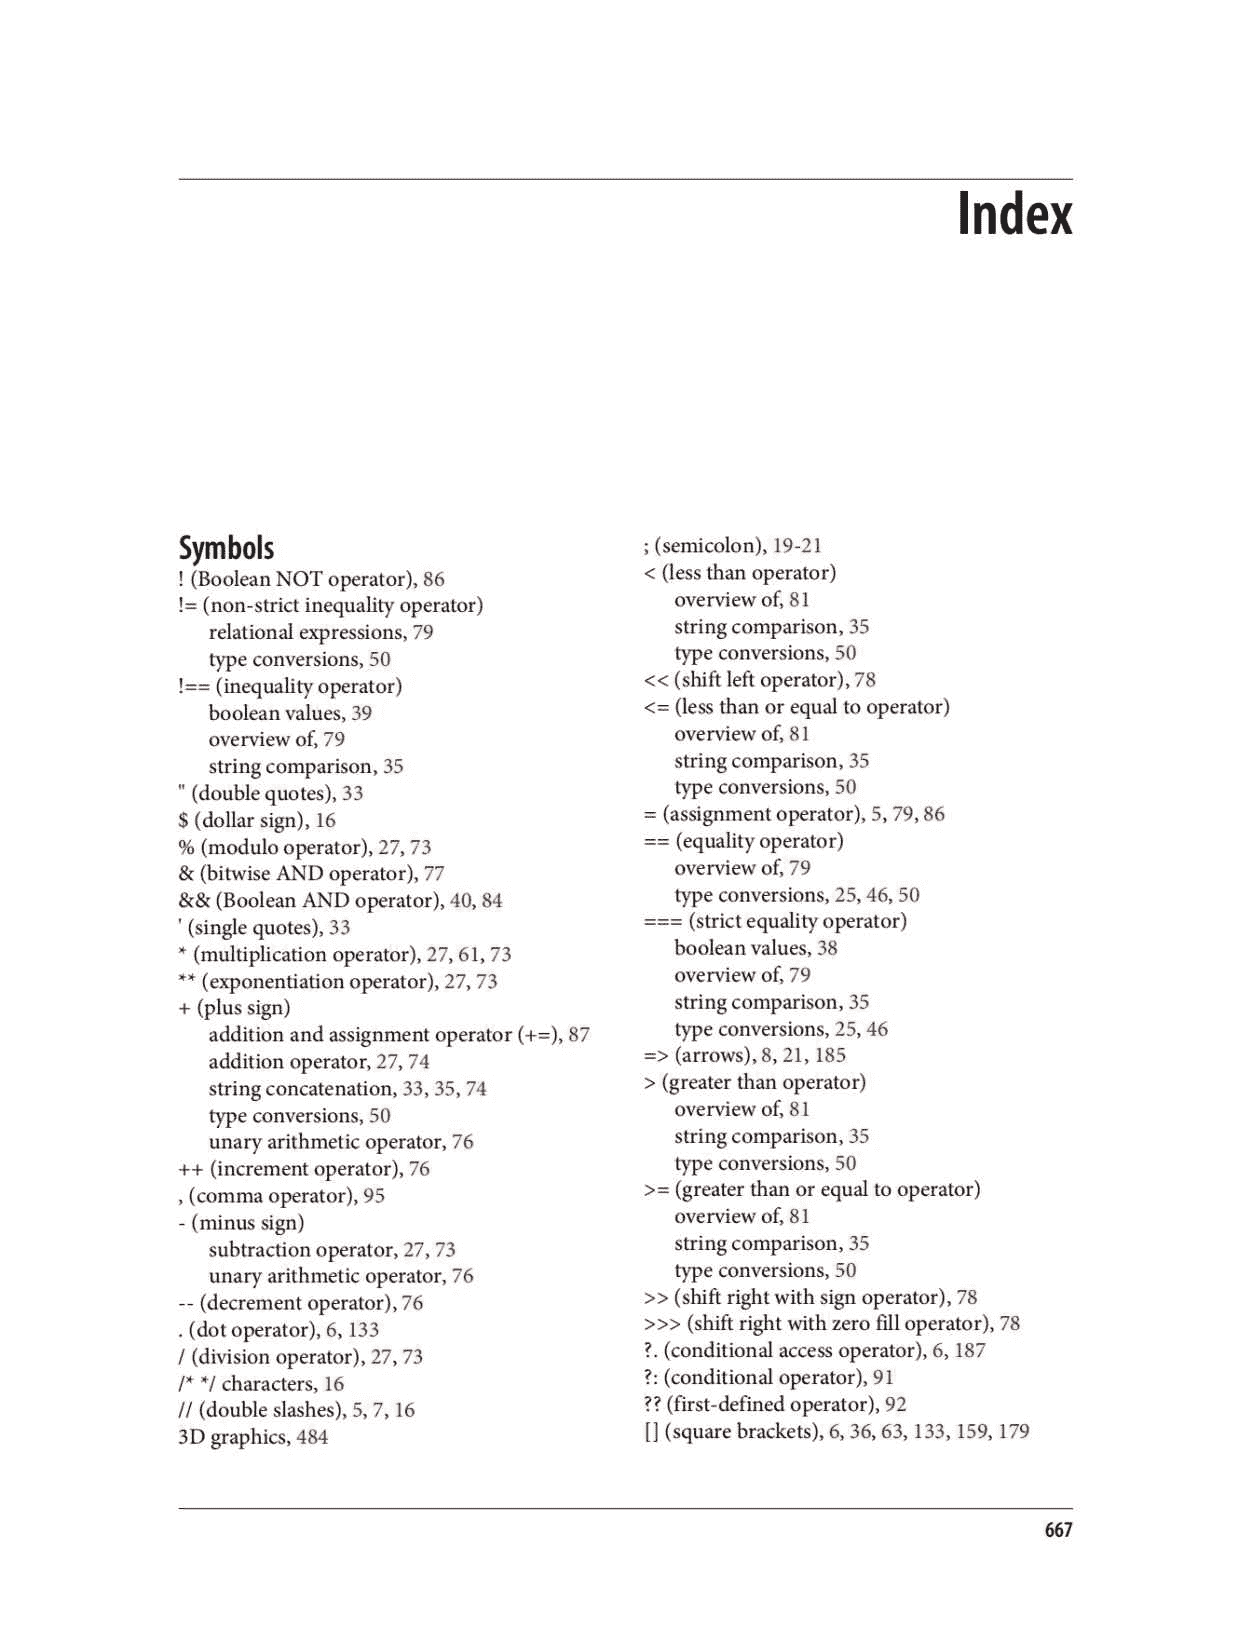 Index
Symbols
! (Boolean NOT operator), 86
!= (non-strict inequality operator)
relational expressions, 79
type conversions, 50
!== (inequality operator)
boolean values, 39
overview of, 79
string comparison, 35
" (double quotes), 33
$ (dollar sign), 16
% (modulo operator), 27, 73
& (bitwise AND operator), 77
&& (Boolean AND operator), 40, 84
' (single quotes), 33
* (multiplication operator), 27, 61, 73
** (exponentiation operator), 27, 73
+ (plus sign)
addition and assignment operator (+=), 87
addition operator, 27, 74
string concatenation, 33, 35, 74
type conversions, 50
unary arithmetic operator, 76
++ (increment operator), 76
, (comma operator), 95
- (minus sign)
subtraction operator, 27, 73
unary arithmetic operator, 76
-- (decrement operator), 76
. (dot operator), 6, 133
/ (division operator), 27, 73
/* */ characters, 16
// (double slashes), 5, 7, 16
3D graphics, 484
; (semicolon), 19-21
< (less than operator)
overview of, 81
string comparison, 35
type conversions, 50
<< (shift left operator), 78
<= (less than or equal to operator)
overview of, 81
string comparison, 35
type conversions, 50
= (assignment operator), 5, 79, 86
== (equality operator)
overview of, 79
type conversions, 25, 46, 50
=== (strict equality operator)
boolean values, 38
overview of, 79
string comparison, 35
type conversions, 25, 46
=> (arrows), 8, 21, 185
> (greater than operator)
overview of, 81
string comparison, 35
type conversions, 50
>= (greater than or equal to operator)
overview of, 81
string comparison, 35
type conversions, 50
>> (shift right with sign operator), 78
>>> (shift right with zero fill operator), 78
?. (conditional access operator), 6, 187
?: (conditional operator), 91
?? (first-defined operator), 92
[] (square brackets), 6, 36, 63, 133, 159, 179
667